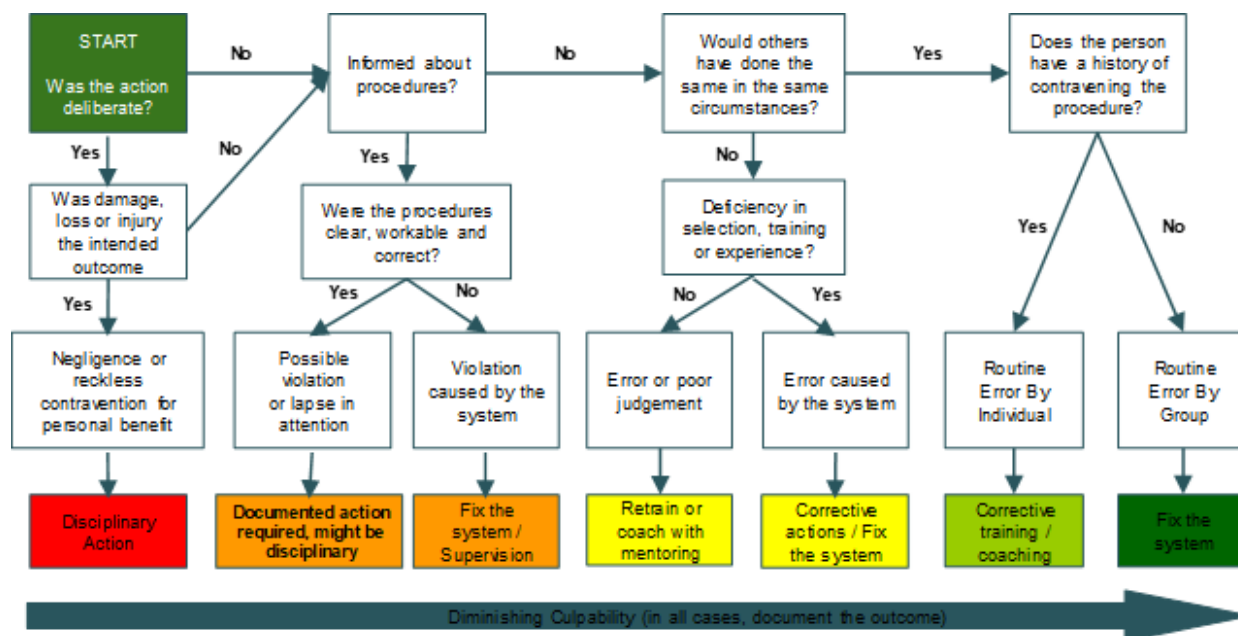 START
Was the action
deliberate?
No
Informed about
procedures?
No
Would others
have done the
same in the same
circumstances?
Yes
Does the person
have a history of
contravening the
procedure?
Yes
No
Yes
No
Was damage,
loss or injury
the intended
outcome
Were the procedures
clear, workable and
correct?
Deficiency in
selection, training
or experience?
Yes
No
Yes
Yes
No
No
Yes
Negligence or
reckless
contravention for
personal benefit
Possible
violation
or lapse in
attention
Violation
caused by the
system
Error or poor
judgement
Error caused
by the system
Routine
Error By
Individual
Routine
Error By
Group
Disciplinary
Action
Documented action
required, might be
disciplinary
Fix the
system /
Supervision
Retrain or
coach with
mentoring
Corrective
actions / Fix
the system
Corrective
training /
coaching
Fix the
system
Diminishing Culpability (in all cases, document the outcome)